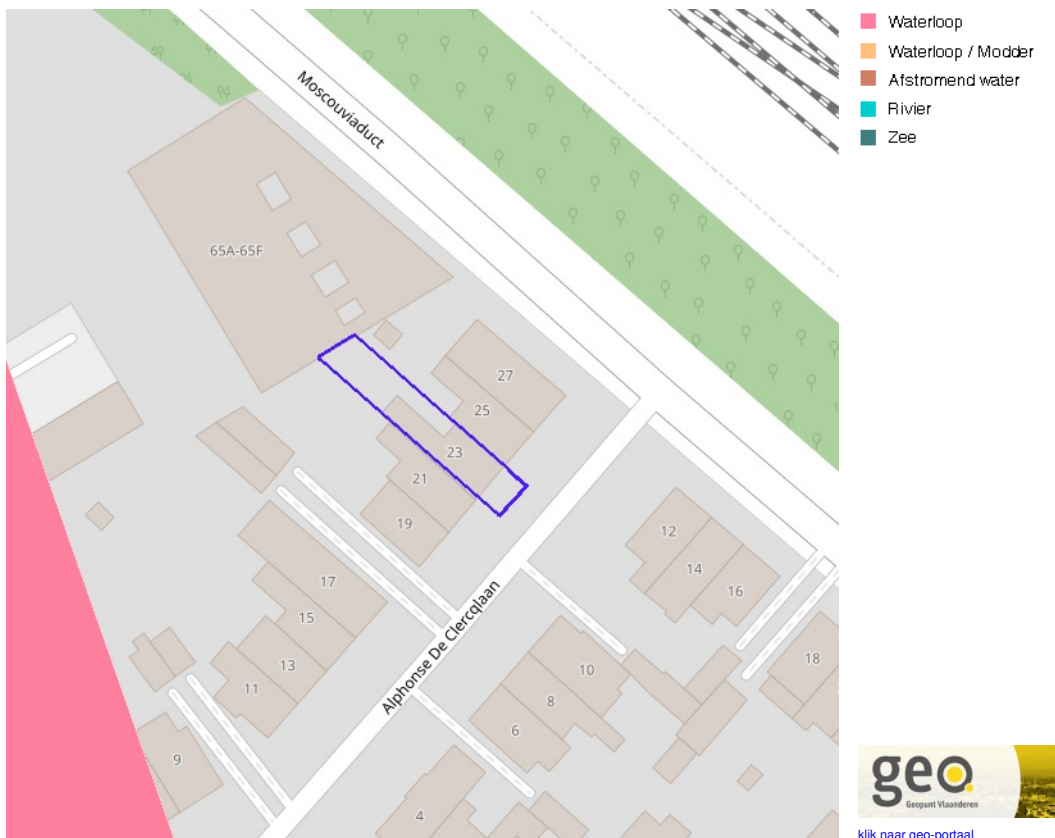 Moscouviaduct
65A-65F
27
25
23
21
19
12
14
16
17
15
13
11
Alphonse De Clercqlaan
10
8
6
18
9
4
Waterloop
Waterloop / Modder
Afstromend water
Rivier
Zee
geo
Geopunt Vlaanderen
klik naar geo-portaal